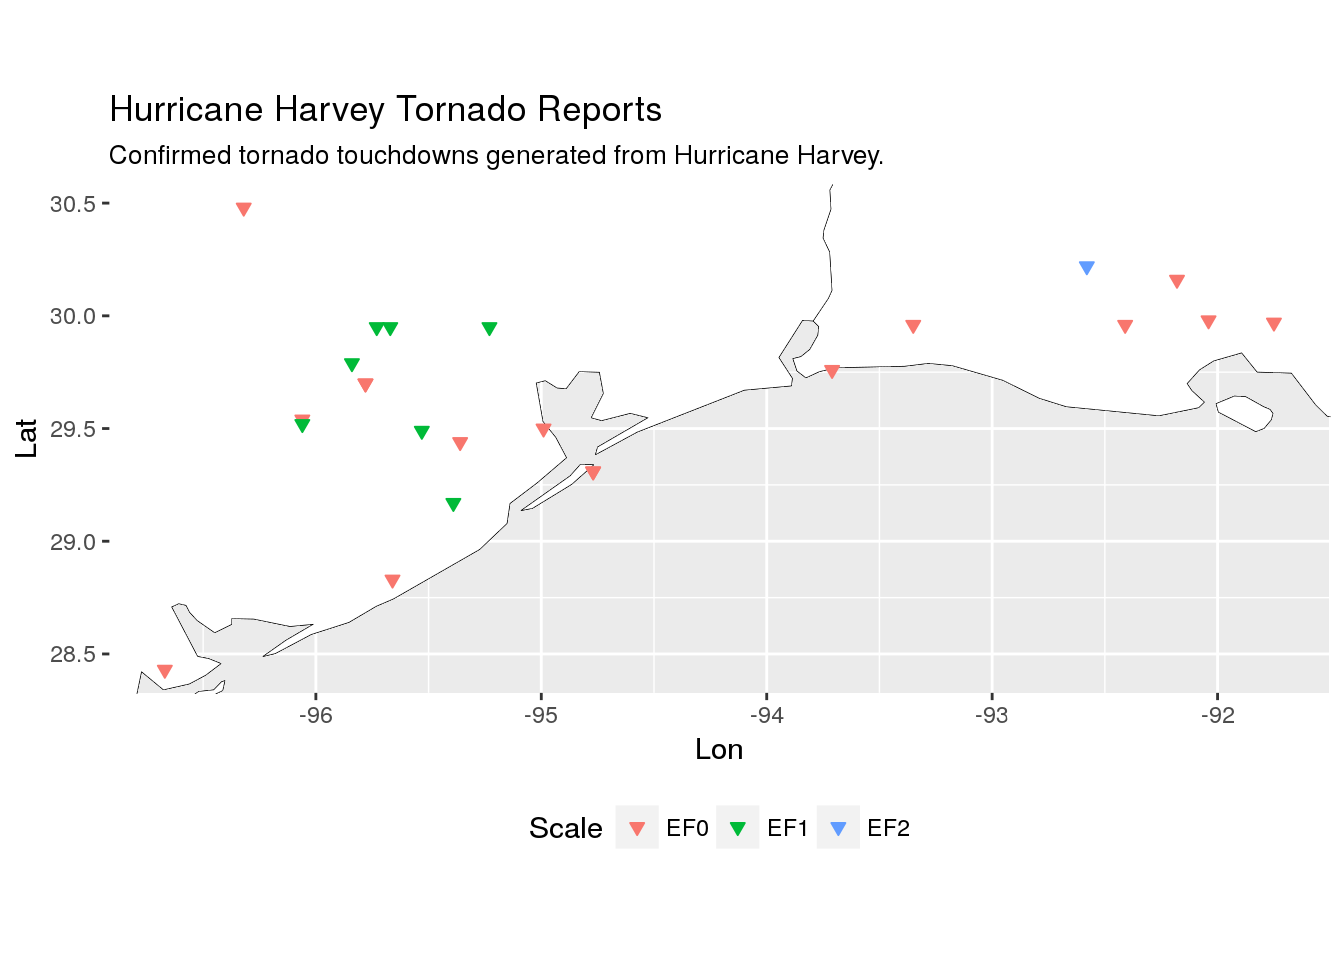 Hurricane Harvey Tornado Reports
Confirmed tornado touchdowns generated from Hurricane Harvey.
30.5
30.0
29.5
29.0
28.5
Lat
-96 -95 -94 -93 -92
Lon
Scale EF0 EF1 EF2